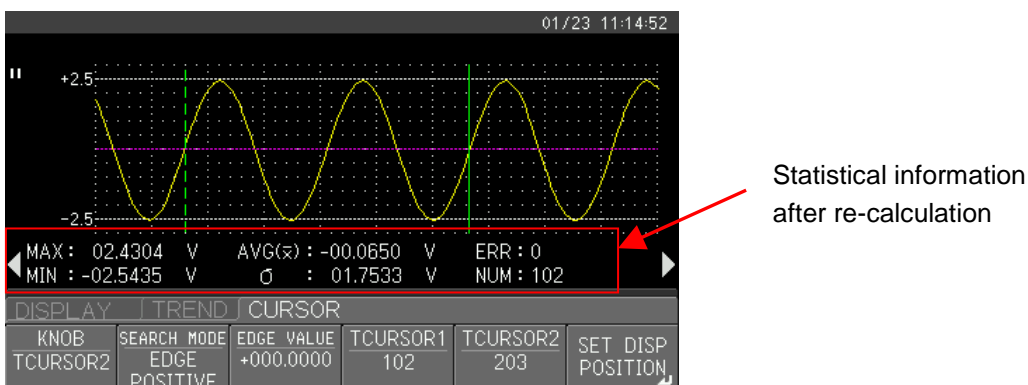 01/23 11:14:52
+2.5
-2.5
MAX : 02.4304 V AVG(x̅) : -00.0650 V ERR : 0
MIN : -02.5435 V σ : 01.7533 V NUM : 102
Statistical information
after re-calculation
DISPLAY TREND CURSOR
KNOB SEARCH MODE EDGE VALUE TCURSOR1 TCURSOR2 SET DISP
TCURSOR2 EDGE +000.0000 102 203 POSITION
POSITIVE